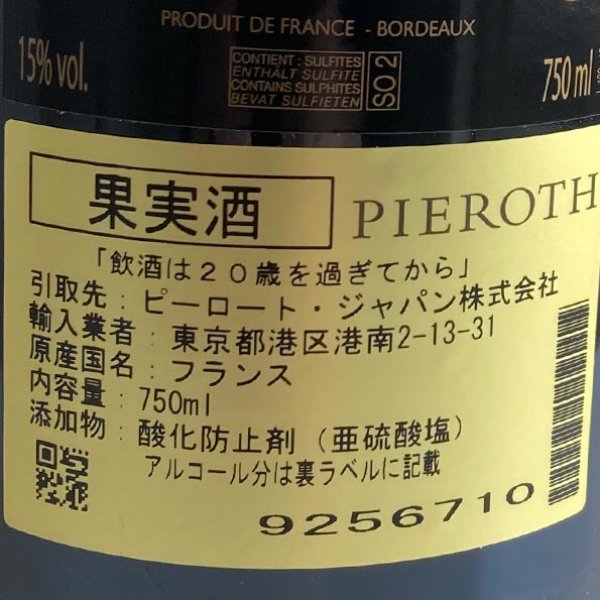 PRODUIT DE FRANCE - BORDEAUX
15% vol.
CONTIENT : SULFITES
ENTHÄLT SULFITE
CONTAINS SULPHITES
BEVAT SULFIETEN
SO2
750 ml
果実酒
PIEROTH
「飲酒は20歳を過ぎてから」
引取先：ピーロート・ジャパン株式会社
輸入業者：東京都港区港南2-13-31
原産国名：フランス
内容量：750ml
添加物：酸化防止剤（亜硫酸塩）
アルコール分は裏ラベルに記載
9256710